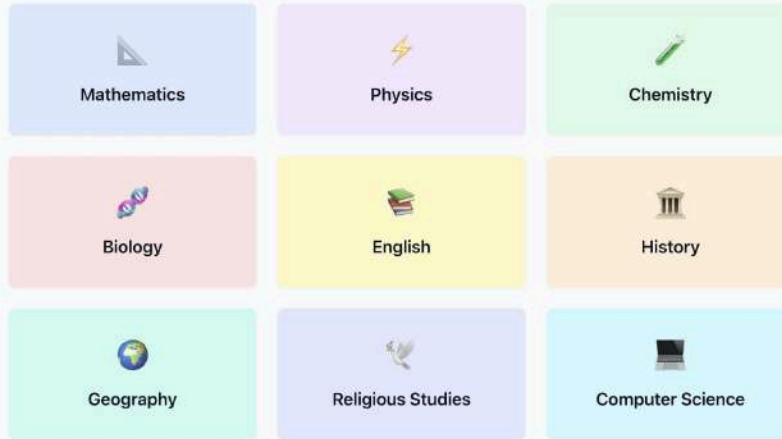 Mathematics
Physics
Chemistry
Biology
English
History
Geography
Religious Studies
Computer Science